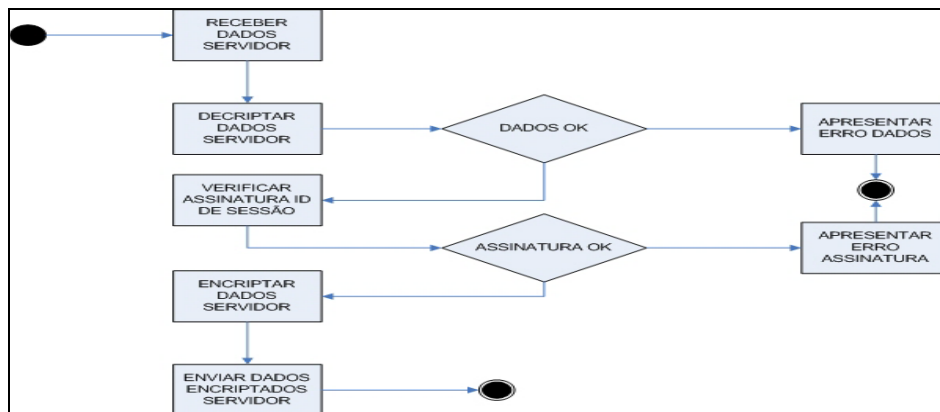 RECEBER
DADOS
SERVIDOR
DECRIPTAR
DADOS
SERVIDOR
DADOS OK
APRESENTAR
ERRO DADOS
VERIFICAR
ASSINATURA ID
DE SESSÃO
ASSINATURA OK
APRESENTAR
ERRO
ASSINATURA
ENCRIPTAR
DADOS
SERVIDOR
ENVIAR DADOS
ENCRIPTADOS
SERVIDOR